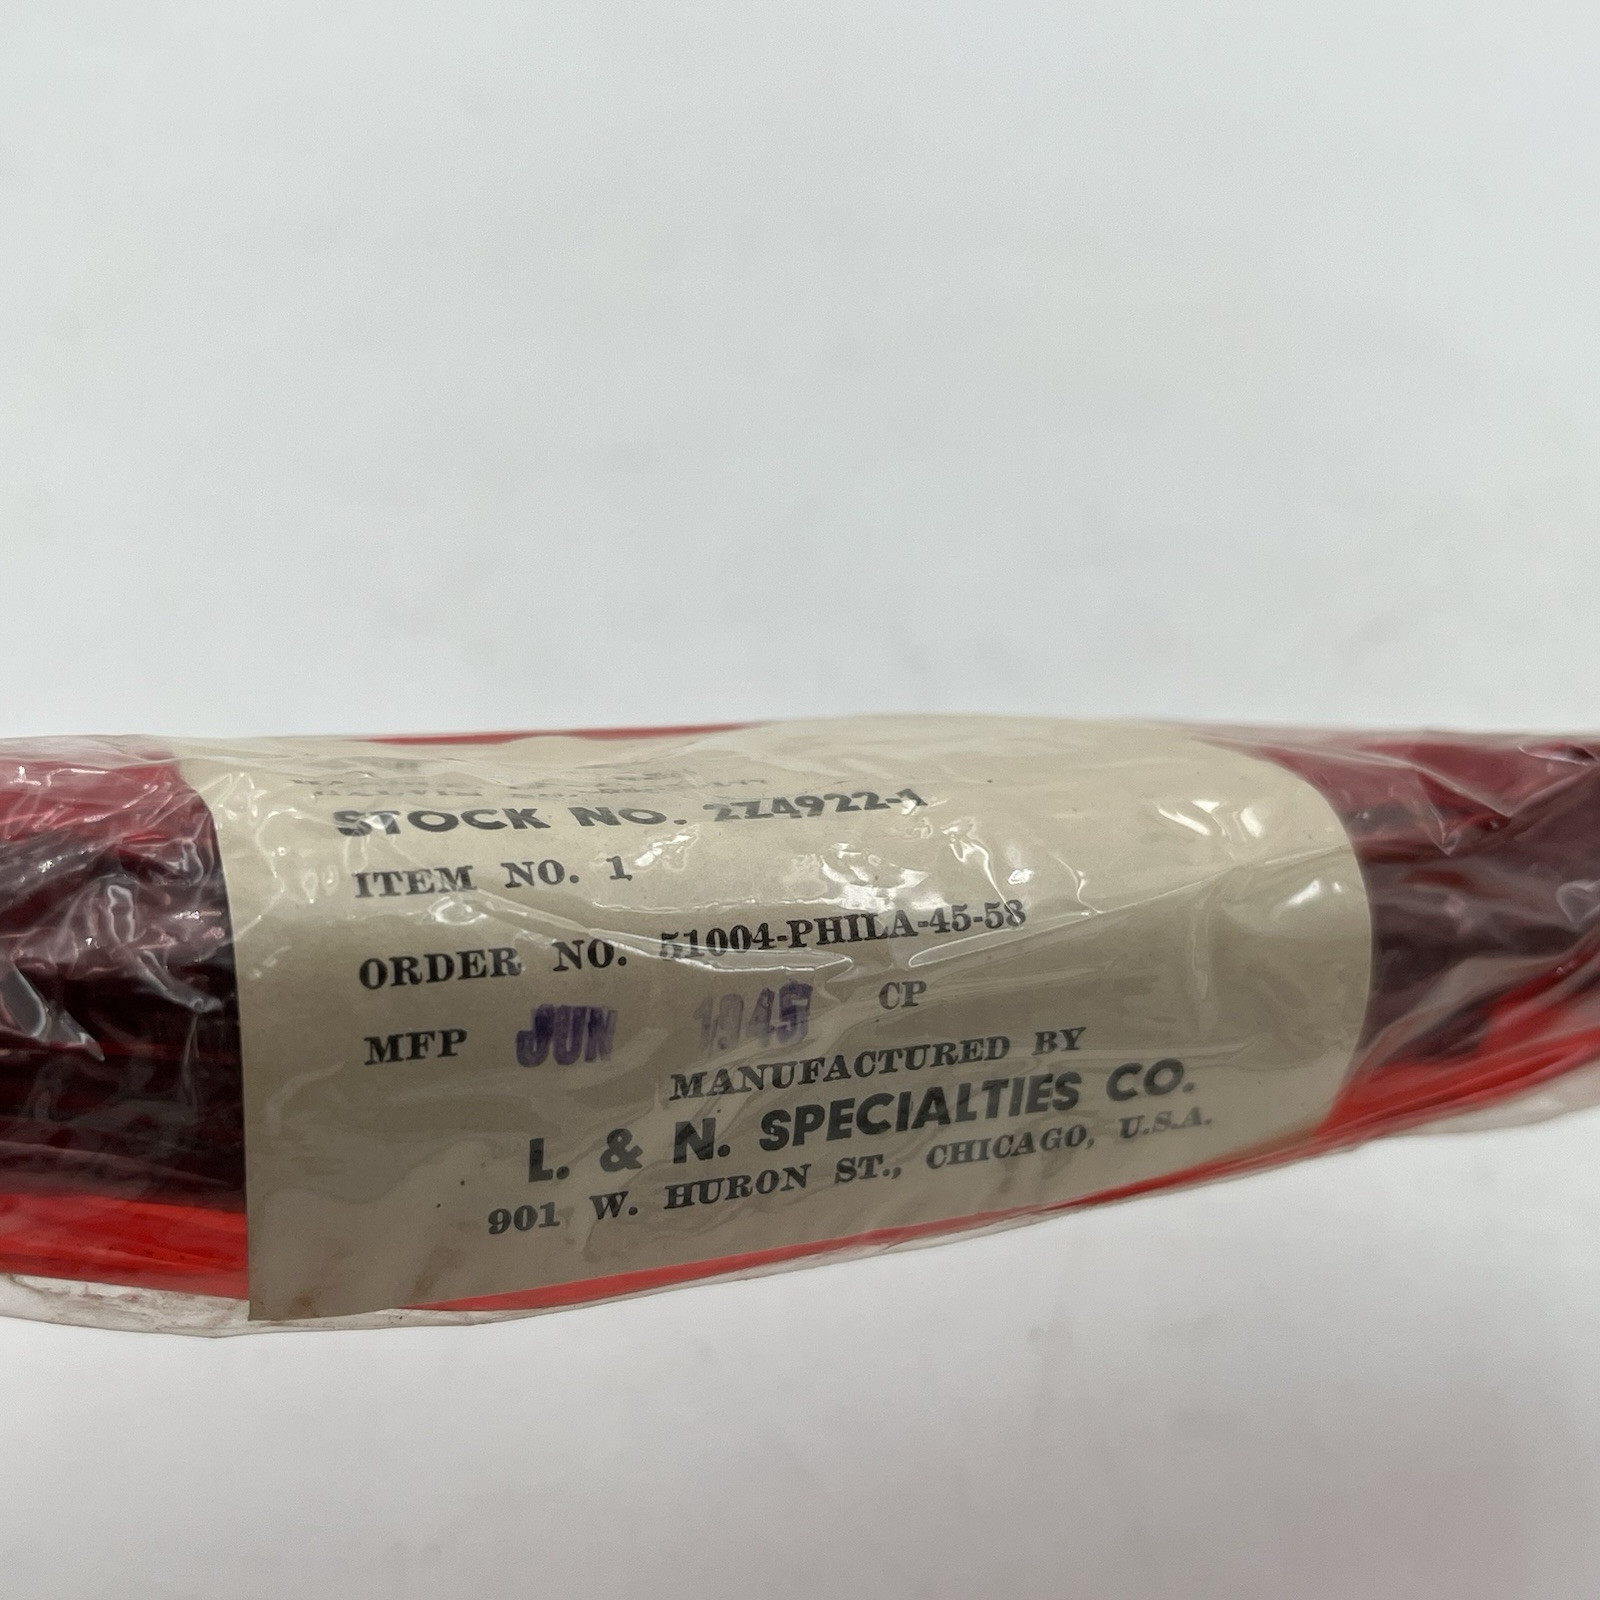 STOCK NO. 2Z4922-1
ITEM NO. 1
ORDER NO. 51004-PHILA-45-58
MFP JUN 1945 CP
MANUFACTURED BY
L. & N. SPECIALTIES CO.
901 W. HURON ST., CHICAGO, U.S.A.